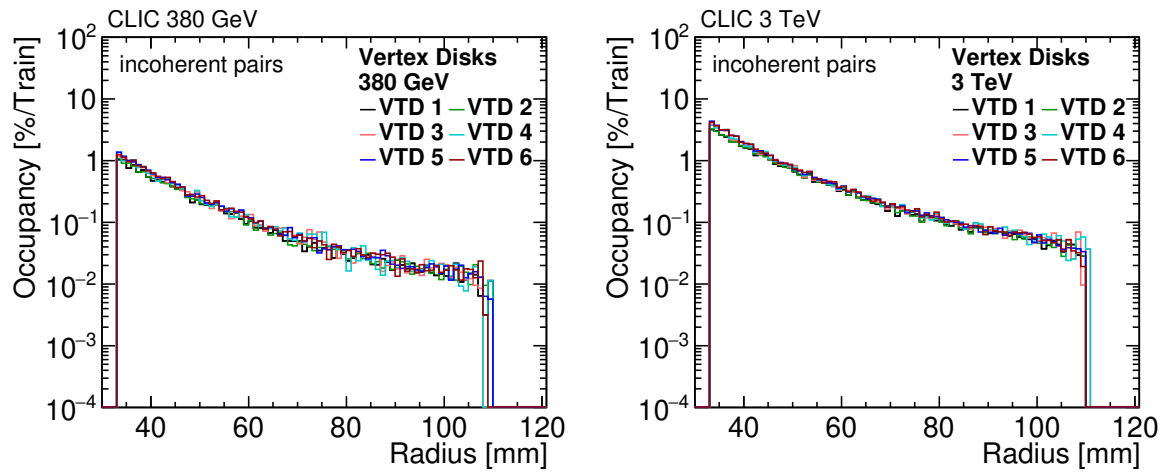 CLIC 380 GeV
Occupancy [%/Train]
10²
10
1
10⁻¹
10⁻²
10⁻³
10⁻⁴
incoherent pairs
Vertex Disks
380 GeV
VTD 1 VTD 2
VTD 3 VTD 4
VTD 5 VTD 6
40 60 80 100 120
Radius [mm]
CLIC 3 TeV
Occupancy [%/Train]
10²
10
1
10⁻¹
10⁻²
10⁻³
10⁻⁴
incoherent pairs
Vertex Disks
3 TeV
VTD 1 VTD 2
VTD 3 VTD 4
VTD 5 VTD 6
40 60 80 100 120
Radius [mm]